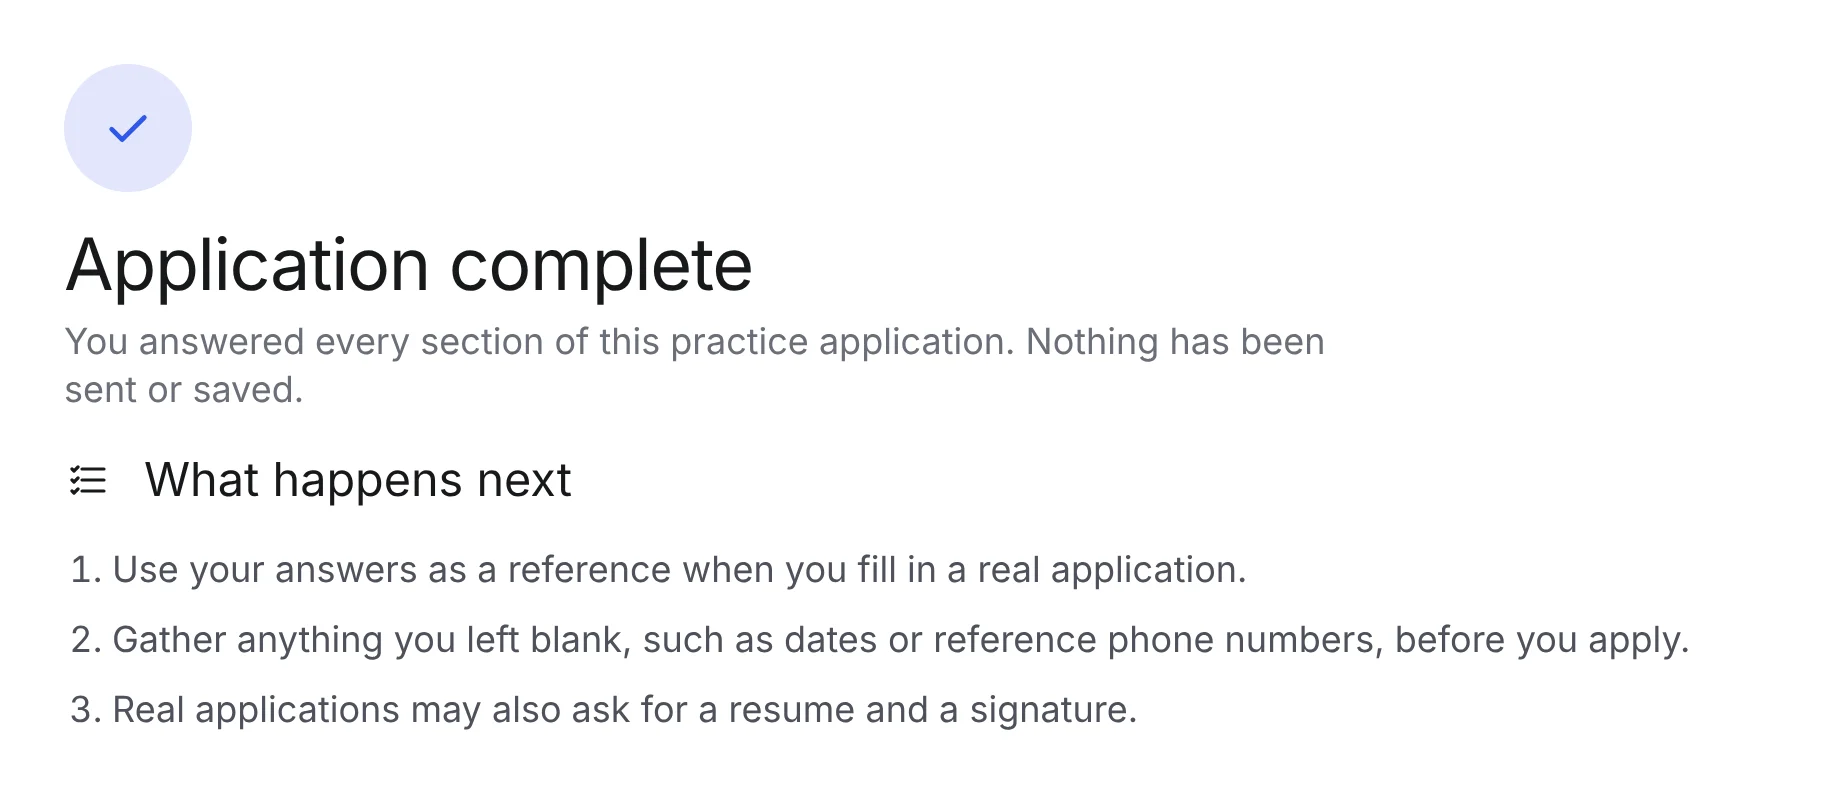 Application complete
You answered every section of this practice application. Nothing has been
sent or saved.
What happens next
1. Use your answers as a reference when you fill in a real application.
2. Gather anything you left blank, such as dates or reference phone numbers, before you apply.
3. Real applications may also ask for a resume and a signature.